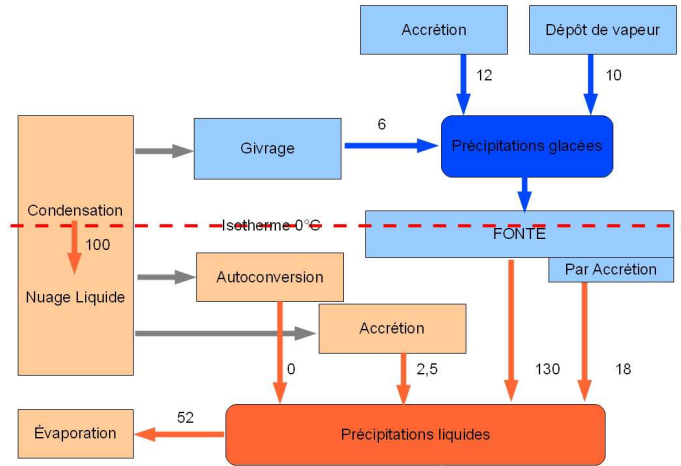 Accrétion
Dépôt de vapeur
12
10
6
Givrage
Précipitations glacées
Condensation
Isotherme 0°C
FONTE
100
Par Accrétion
Autoconversion
Nuage Liquide
Accrétion
0
2,5
130
18
52
Évaporation
Précipitations liquides